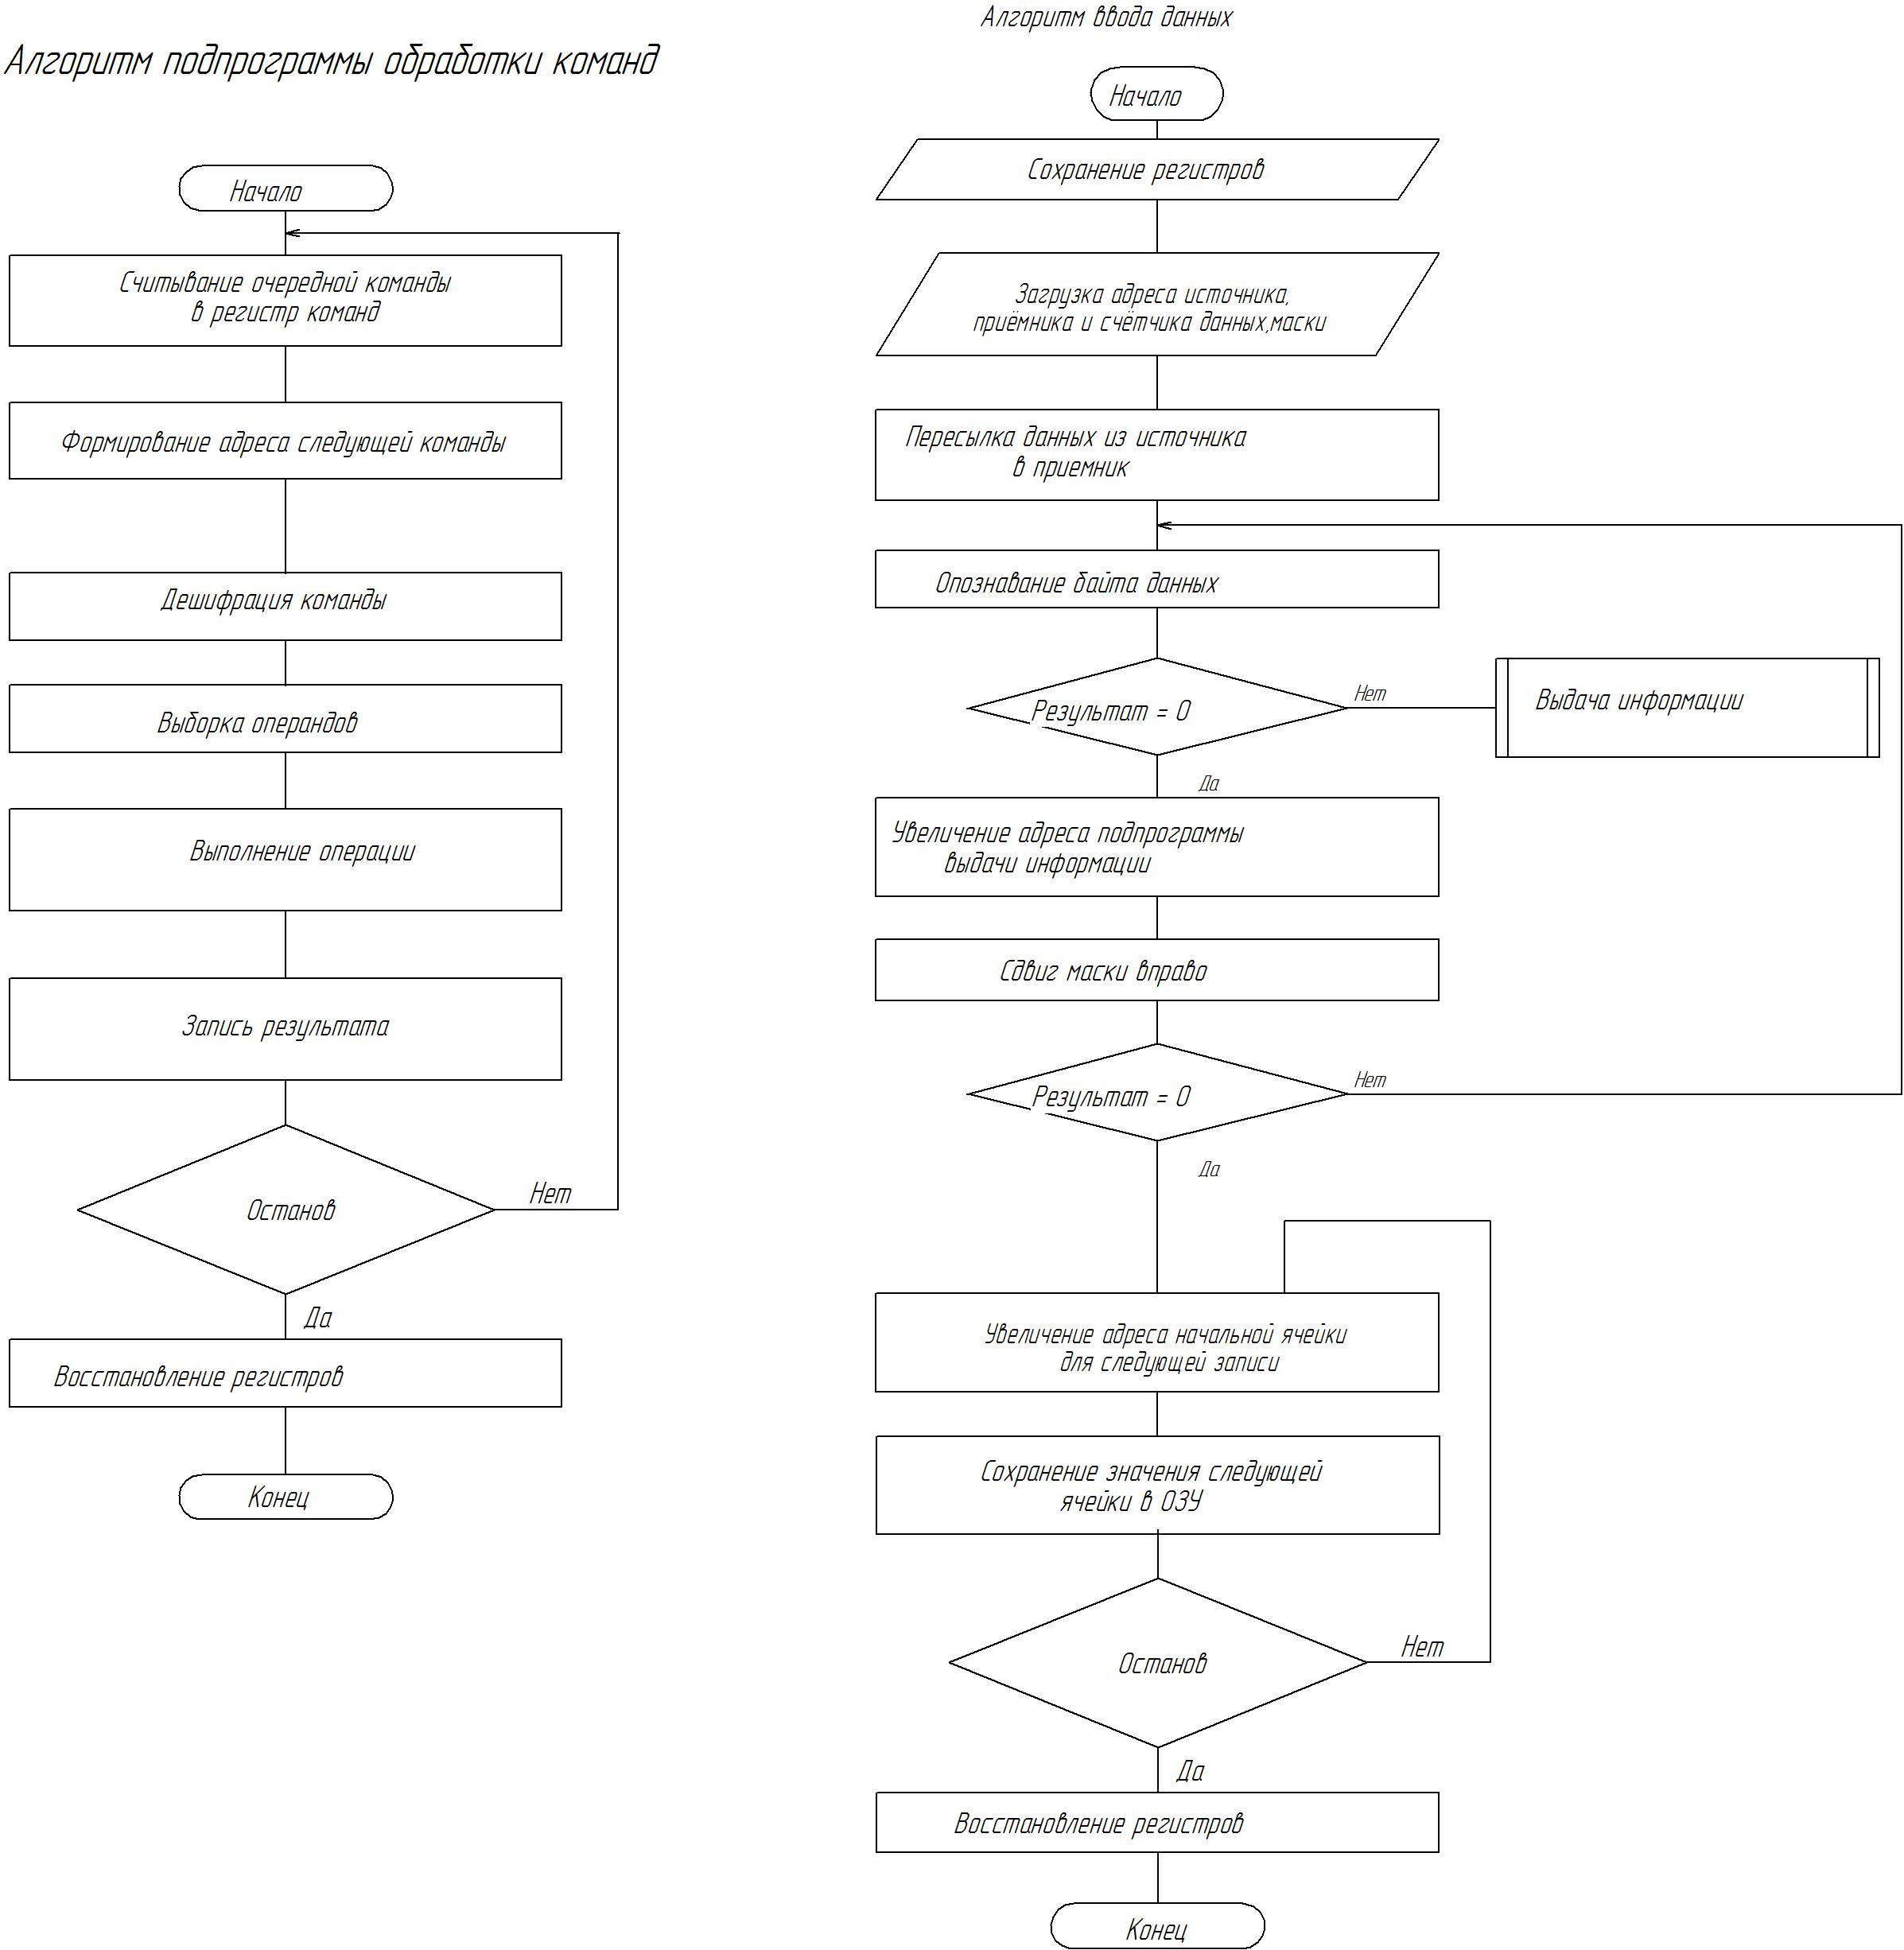 Алгоритм подпрограммы обработки команд
Начало
Считывание очередной команды
в регистр команд
Формирование адреса следующей команды
Дешифрация команды
Выборка операндов
Выполнение операции
Запись результата
Останов
Нет
Да
Восстановление регистров
Конец
Алгоритм ввода данных
Начало
Сохранение регистров
Загрузка адреса источника,
приёмника и счётчика данных,маски
Пересылка данных из источника
в приемник
Опознавание байта данных
Результат = 0
Нет
Выдача информации
Да
Увеличение адреса подпрограммы
выдачи информации
Сдвиг маски вправо
Результат = 0
Нет
Да
Увеличение адреса начальной ячейки
для следующей записи
Сохранение значения следующей
ячейки в ОЗУ
Останов
Нет
Да
Восстановление регистров
Конец